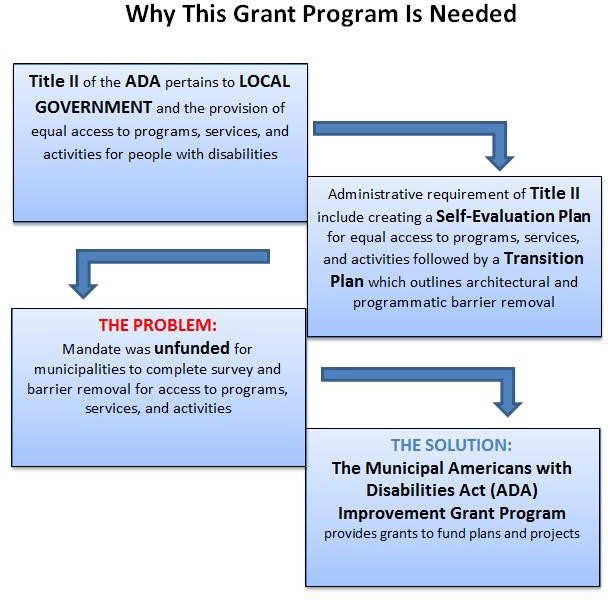 Why This Grant Program Is Needed
Title II of the ADA pertains to LOCAL
GOVERNMENT and the provision of
equal access to programs, services, and
activities for people with disabilities
Administrative requirement of Title II
include creating a Self-Evaluation Plan
for equal access to programs, services,
and activities followed by a Transition
Plan which outlines architectural and
programmatic barrier removal
THE PROBLEM:
Mandate was unfunded for
municipalities to complete survey and
barrier removal for access to programs,
services, and activities
THE SOLUTION:
The Municipal Americans with
Disabilities Act (ADA)
Improvement Grant Program
provides grants to fund plans and projects